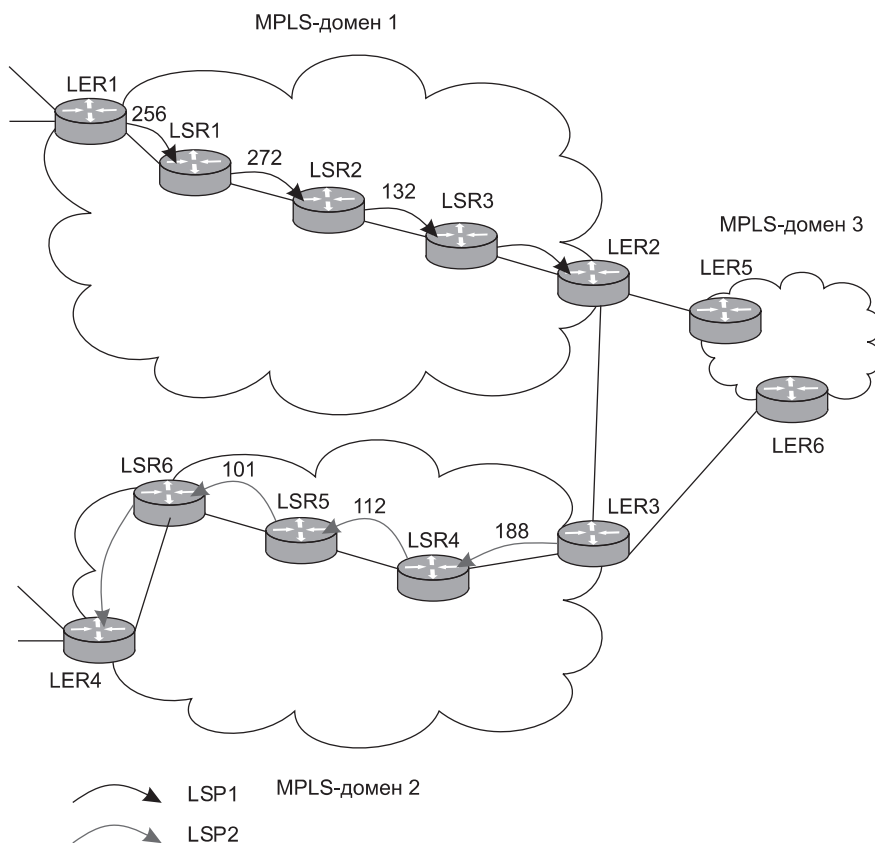 MPLS-домен 1
LER1
256
LSR1
272
LSR2
132
LSR3
LER2
MPLS-домен 3
LER5
LER6
LSR6
101
LSR5
112
LSR4
188
LER3
LER4
MPLS-домен 2
LSP1
LSP2